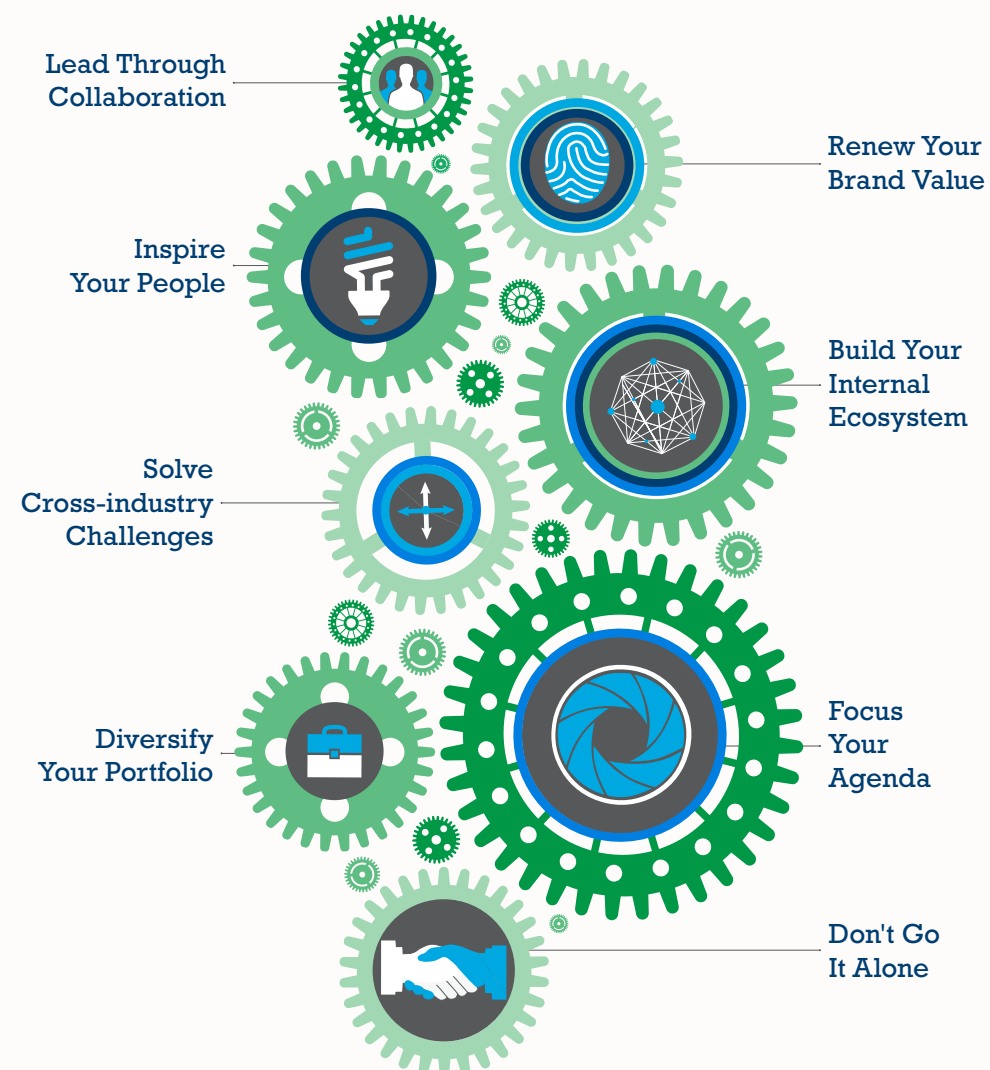 Lead Through
Collaboration
Renew Your
Brand Value
Inspire
Your People
Build Your
Internal
Ecosystem
Solve
Cross-industry
Challenges
Focus
Your
Agenda
Diversify
Your Portfolio
Don't Go
It Alone